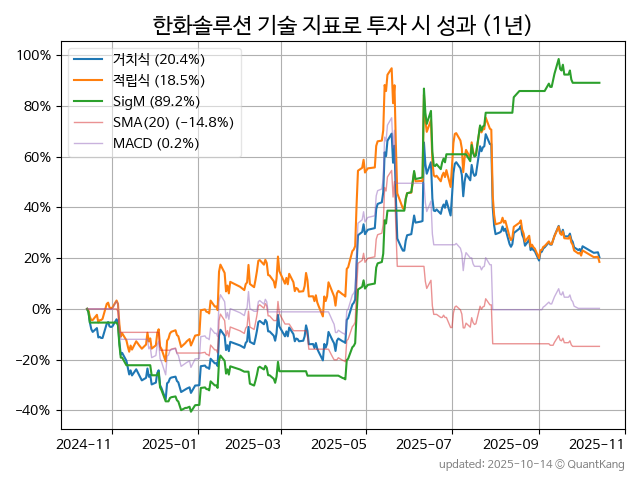 한화솔루션 기술 지표로 투자 시 성과 (1년)
100%
80%
60%
40%
20%
0%
−20%
−40%
거치식 (20.4%)
적립식 (18.5%)
SigM (89.2%)
SMA(20) (−14.8%)
MACD (0.2%)
2024-11
2025-01
2025-03
2025-05
2025-07
2025-09
2025-11
updated: 2025-10-14 © QuantKang